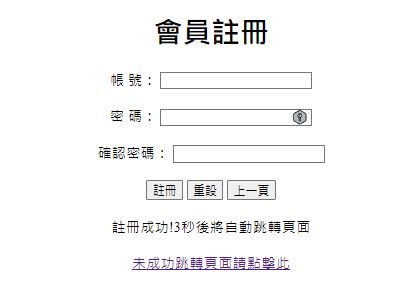 會員註冊
帳 號：
密 碼：
確認密碼：
註冊 重設 上一頁
註冊成功!3秒後將自動跳轉頁面
未成功跳轉頁面請點擊此